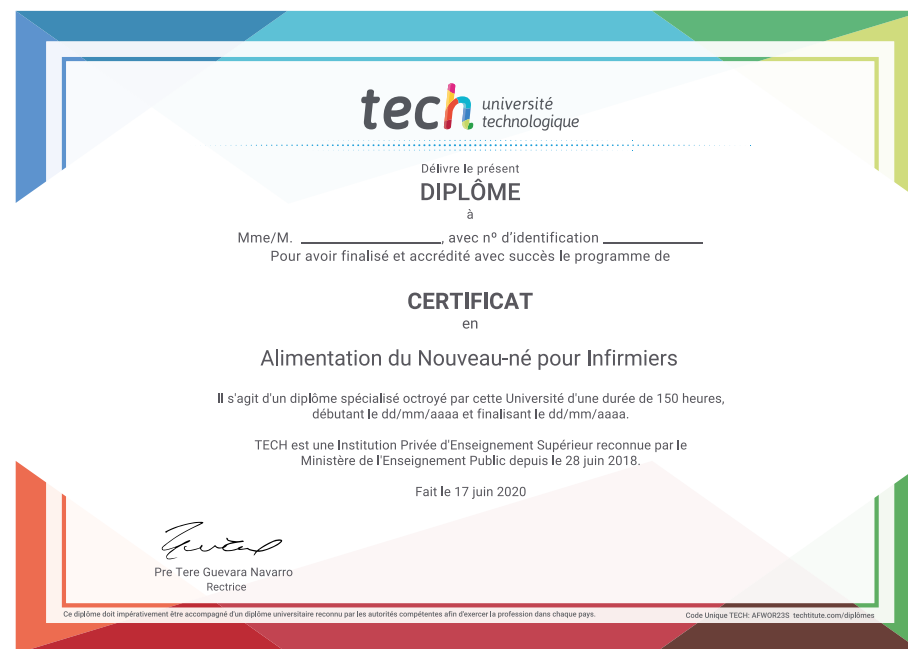 tech université
technologique
Délivre le présent
DIPLÔME
à
Mme/M. ____________________, avec nº d'identification ______________
Pour avoir finalisé et accrédité avec succès le programme de
CERTIFICAT
en
Alimentation du Nouveau-né pour Infirmiers
Il s'agit d'un diplôme spécialisé octroyé par cette Université d'une durée de 150 heures,
débutant le dd/mm/aaaa et finalisant le dd/mm/aaaa.
TECH est une Institution Privée d'Enseignement Supérieur reconnue par le
Ministère de l'Enseignement Public depuis le 28 juin 2018.
Fait le 17 juin 2020
Pre Tere Guevara Navarro
Rectrice
Ce diplôme doit impérativement être accompagné d'un diplôme universitaire reconnu par les autorités compétentes afin d'exercer la profession dans chaque pays.
Code Unique TECH: AFWOR23S techtitute.com/diplômes